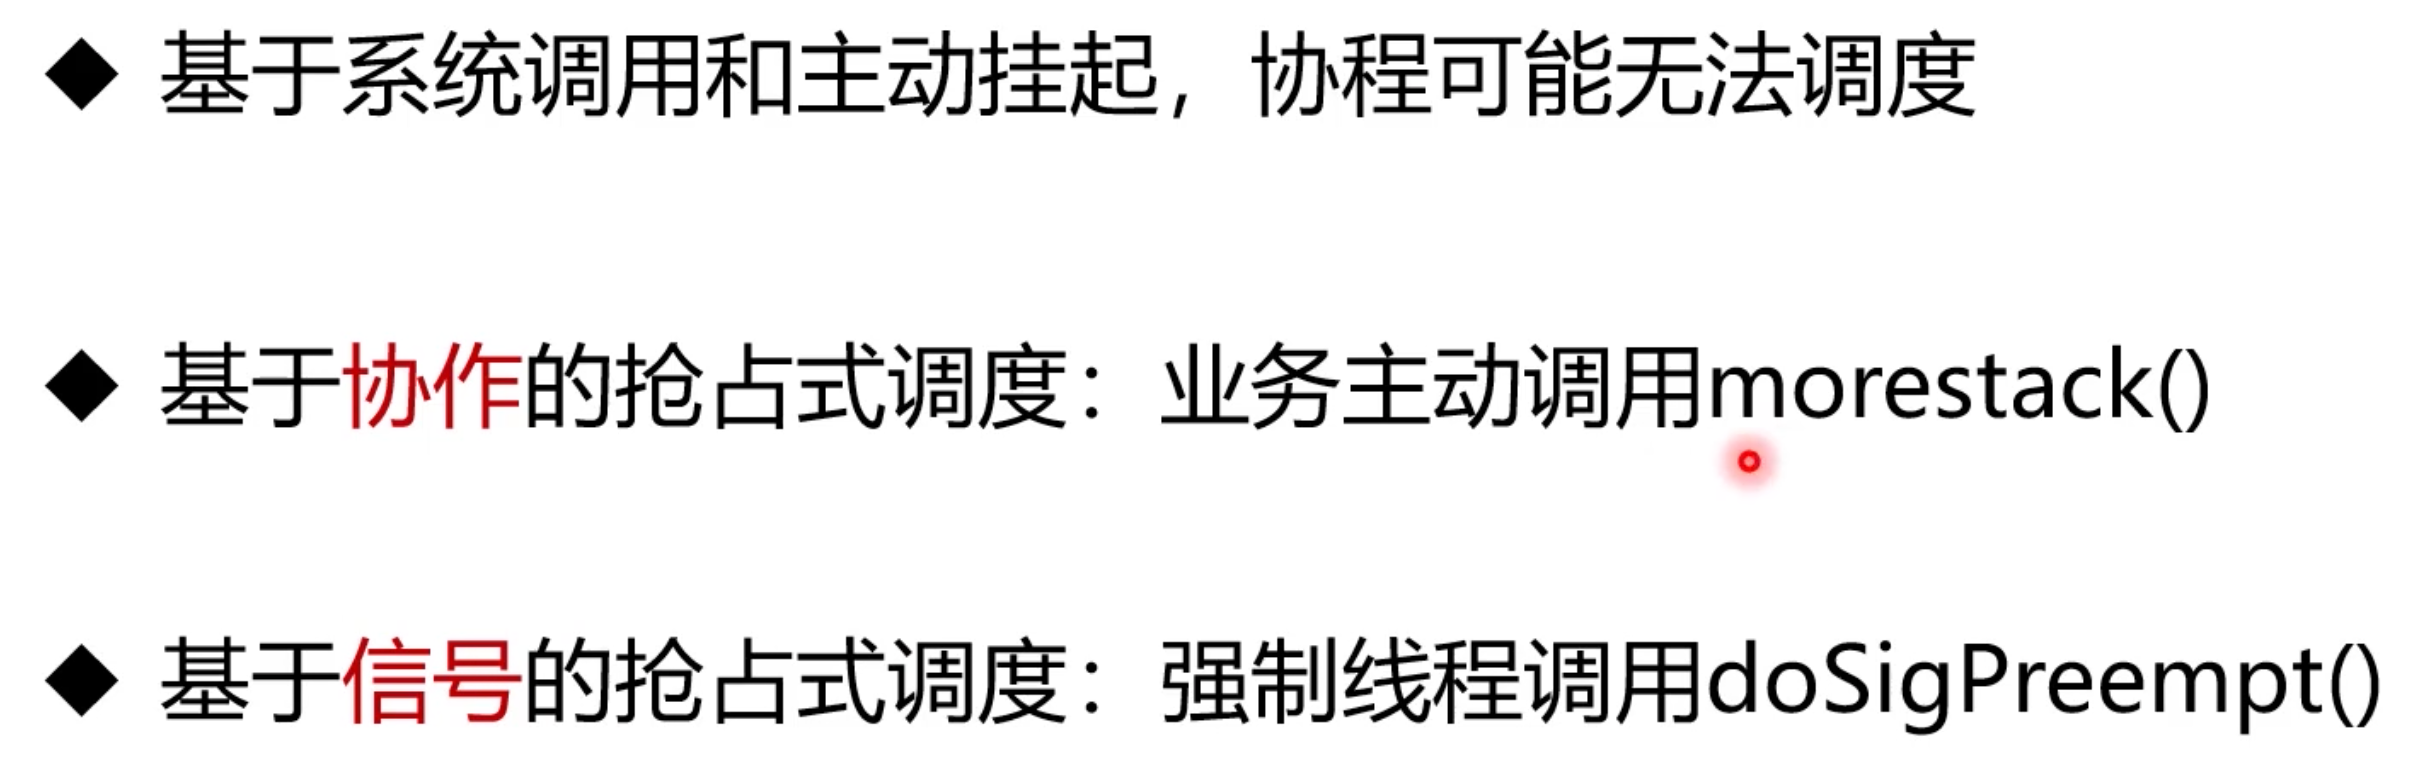 ◆ 基于系统调用和主动挂起，协程可能无法调度
◆ 基于协作的抢占式调度：业务主动调用morestack()
◆ 基于信号的抢占式调度：强制线程调用doSigPreempt()